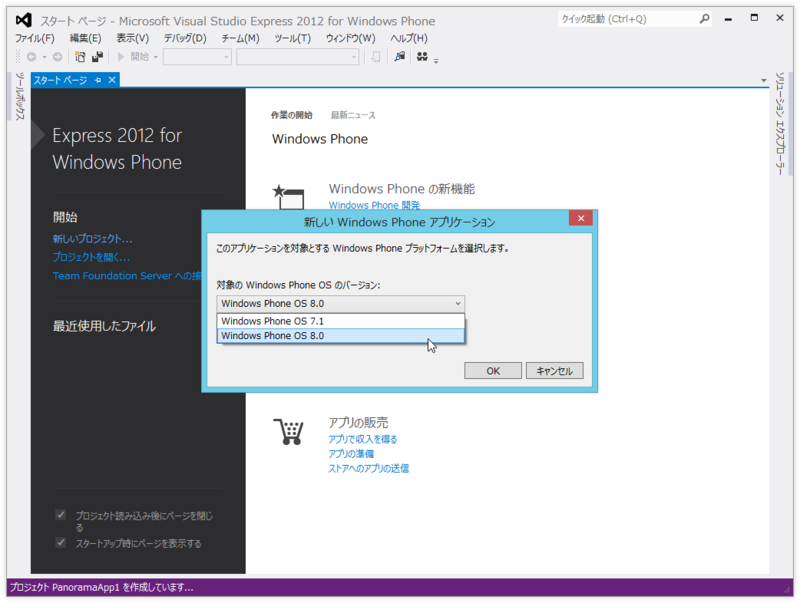 スタート ページ - Microsoft Visual Studio Express 2012 for Windows Phone
クイック起動 (Ctrl+Q)
ファイル(F) 編集(E) 表示(V) デバッグ(D) チーム(M) ツール(T) ウィンドウ(W) ヘルプ(H)
開始
ツールボックス
スタート ページ
ソリューション エクスプローラー
Express 2012 for
Windows Phone
開始
新しいプロジェクト...
プロジェクトを開く...
Team Foundation Server への接
最近使用したファイル
プロジェクト読み込み後にページを閉じ
る
スタートアップ時にページを表示する
作業の開始 最新ニュース
Windows Phone
Windows Phone の新機能
Windows Phone 開発
新しい Windows Phone アプリケーション
このアプリケーションを対象とする Windows Phone プラットフォームを選択します。
対象の Windows Phone OS のバージョン:
Windows Phone OS 8.0
Windows Phone OS 7.1
Windows Phone OS 8.0
OK キャンセル
アプリの販売
アプリで収入を得る
アプリの準備
ストアへのアプリの送信
プロジェクト PanoramaApp1 を作成しています...